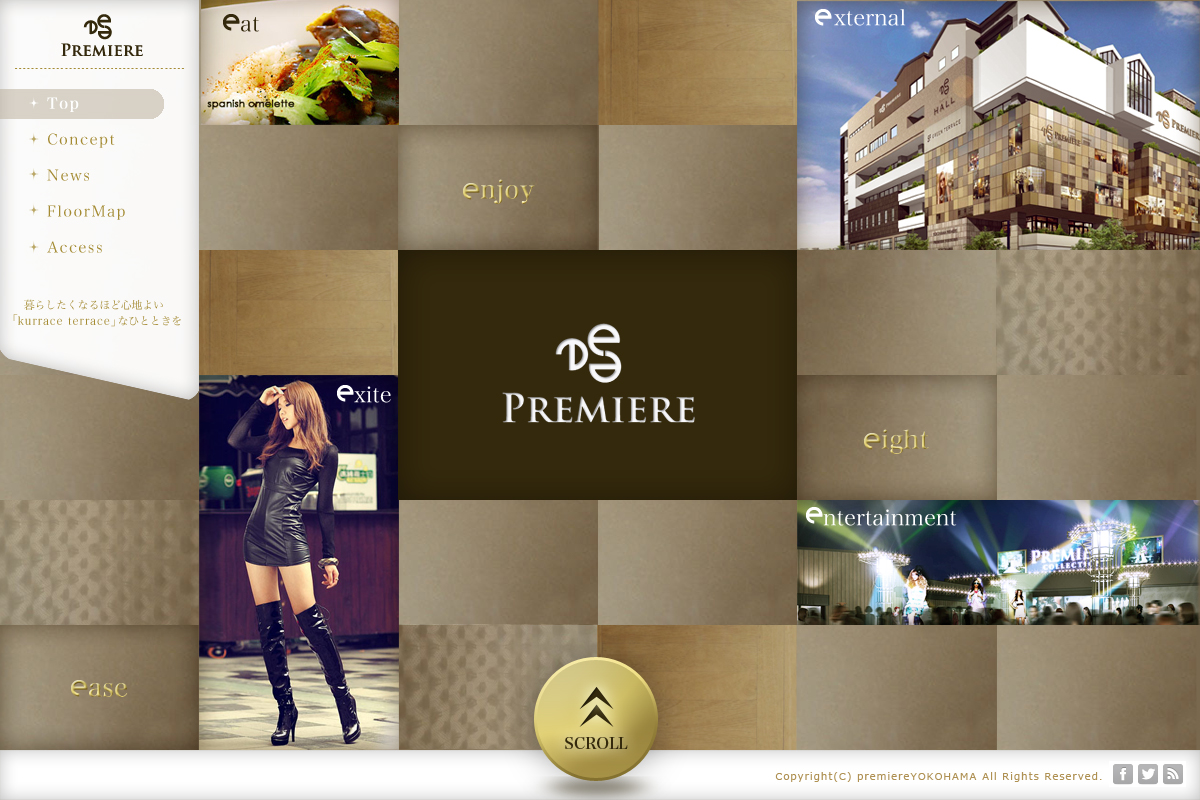 PREMIERE
Top
Concept
News
FloorMap
Access
暮らしたくなるほど心地よい
「kurrace terrace」なひとときを
eat
spanish omelette
enjoy
external
HALL
GREEN TERRACE
PREMIERE
PREMIERE
PREMIERE
exite
eight
entertainment
ease
SCROLL
Copyright(C) premiereYOKOHAMA All Rights Reserved.